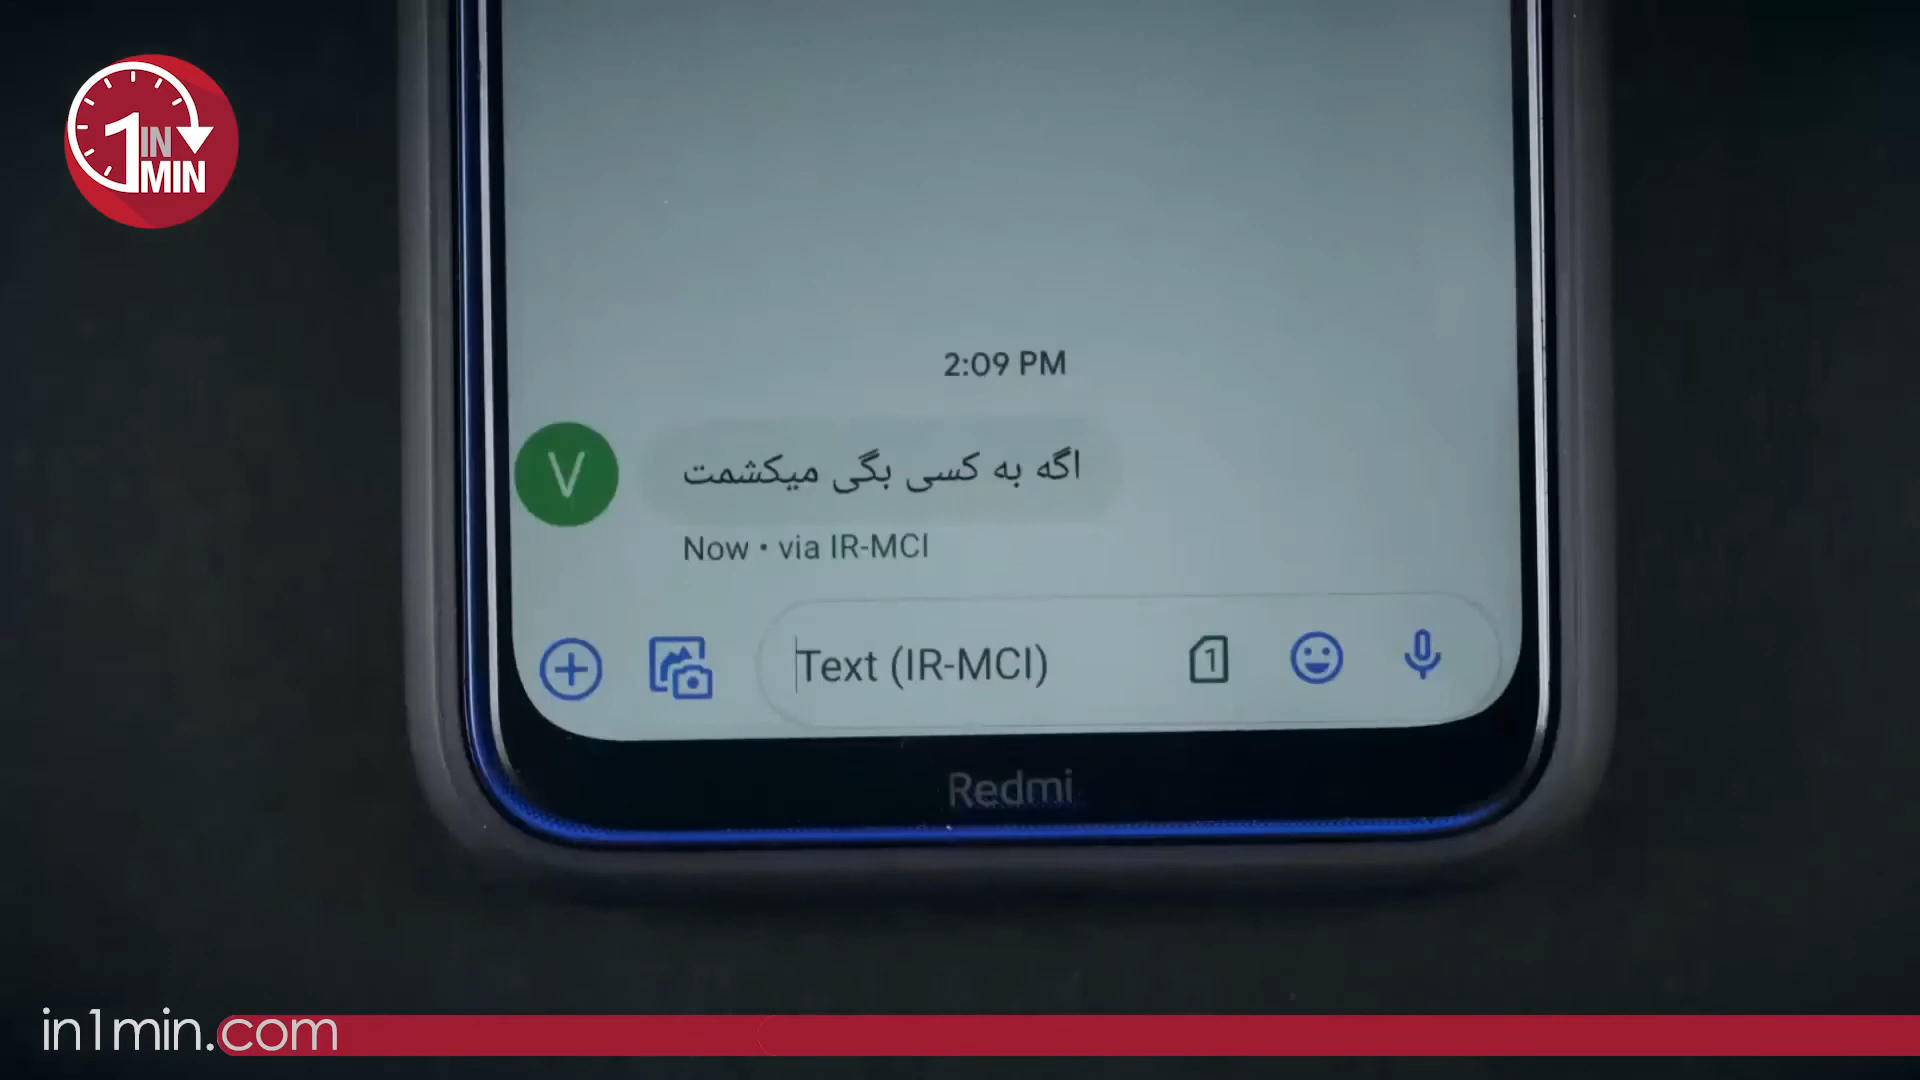 1 IN MIN
2:09 PM
V
اگه به کسی بگی میکشمت
Now • via IR-MCI
Text (IR-MCI)
1
Redmi
in1min.com